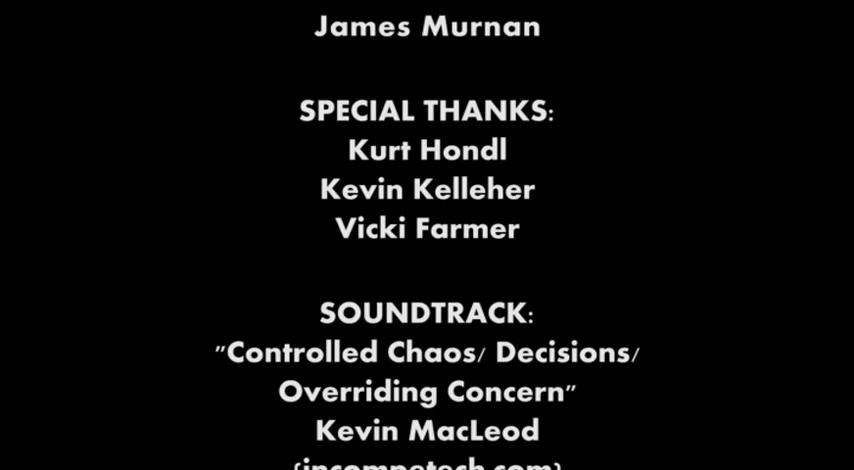 James Murnan
SPECIAL THANKS:
Kurt Hondl
Kevin Kelleher
Vicki Farmer
SOUNDTRACK:
"Controlled Chaos/ Decisions/
Overriding Concern"
Kevin MacLeod
(incompetech.com)